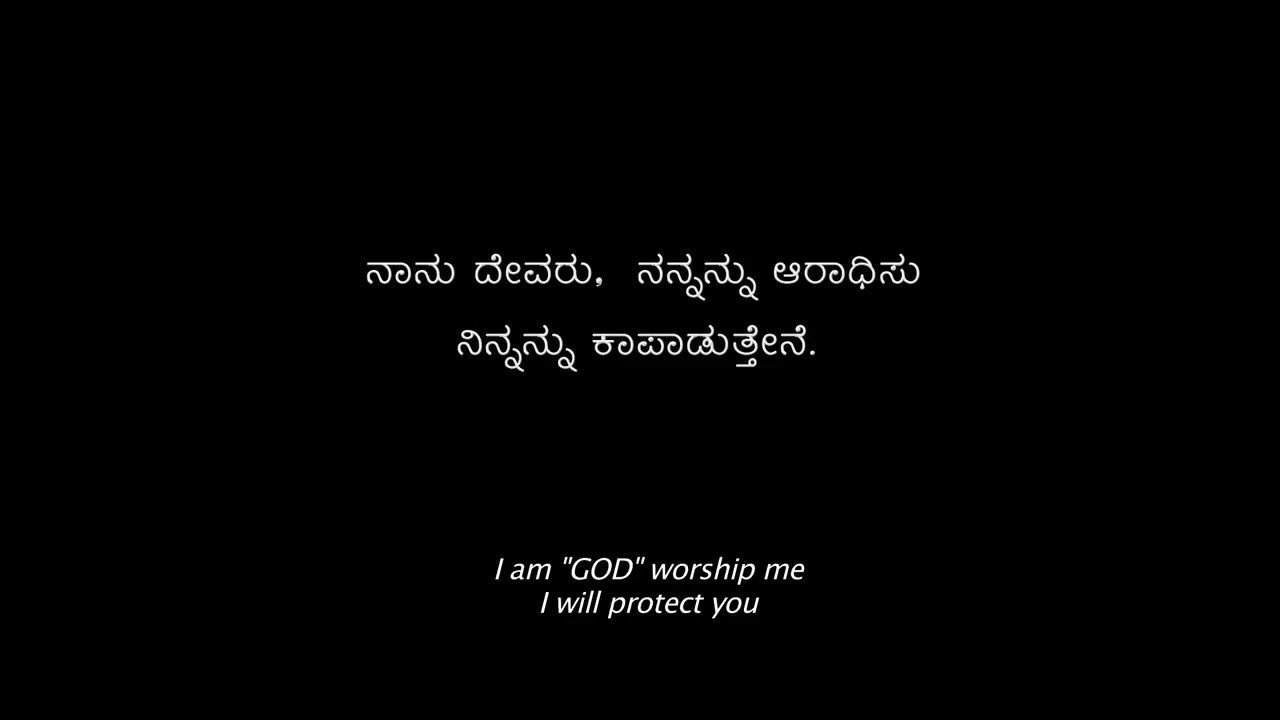 ನಾನು ದೇವರು, ನನ್ನನ್ನು ಆರಾಧಿಸು
ನಿನ್ನನ್ನು ಕಾಪಾಡುತ್ತೇನೆ.
I am "GOD" worship me
I will protect you